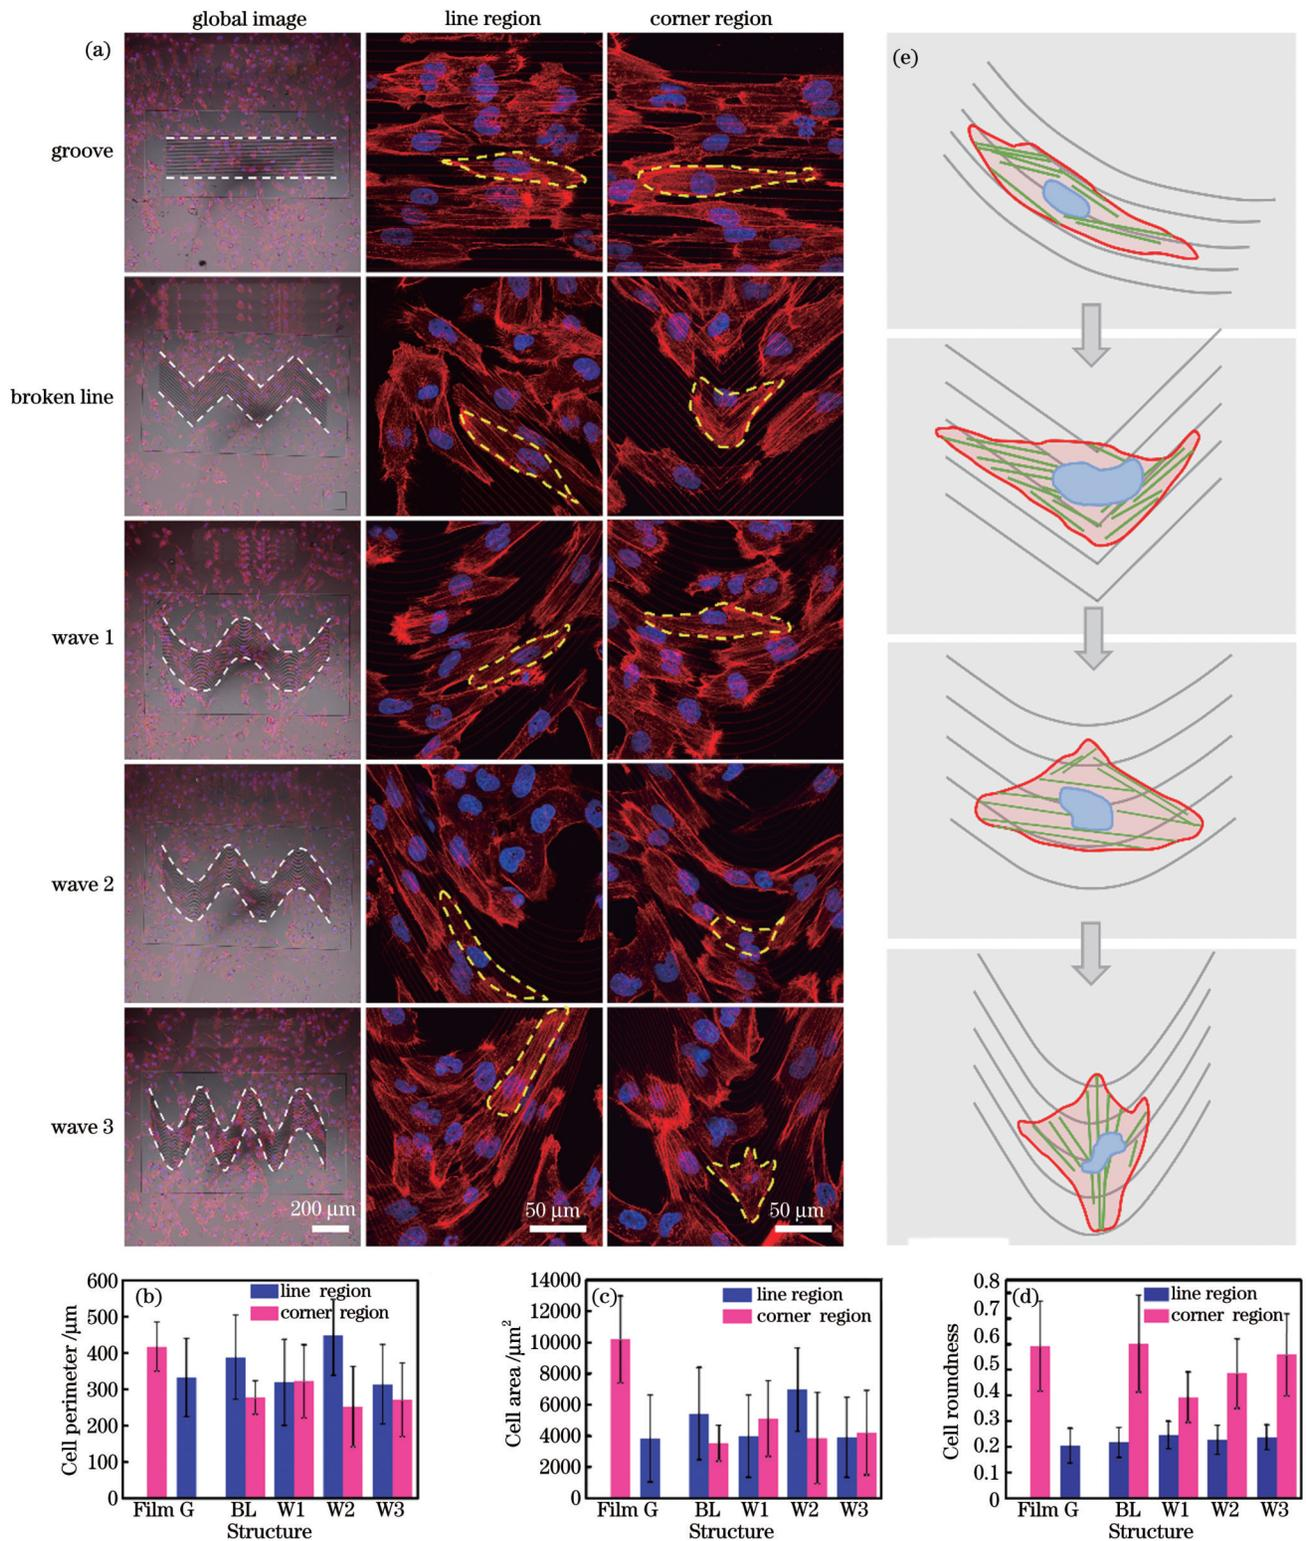 global image
line region
corner region
(a)
(e)
groove
broken line
wave 1
wave 2
wave 3
200 μm
50 μm
50 μm
(b)
line region
corner region
Cell perimeter /μm
600
500
400
300
200
100
0
Film G BL W1 W2 W3
Structure
(c)
line region
corner region
Cell area /μm²
14000
12000
10000
8000
6000
4000
2000
0
Film G BL W1 W2 W3
Structure
(d)
line region
corner region
Cell roundness
0.8
0.7
0.6
0.5
0.4
0.3
0.2
0.1
0
Film G BL W1 W2 W3
Structure